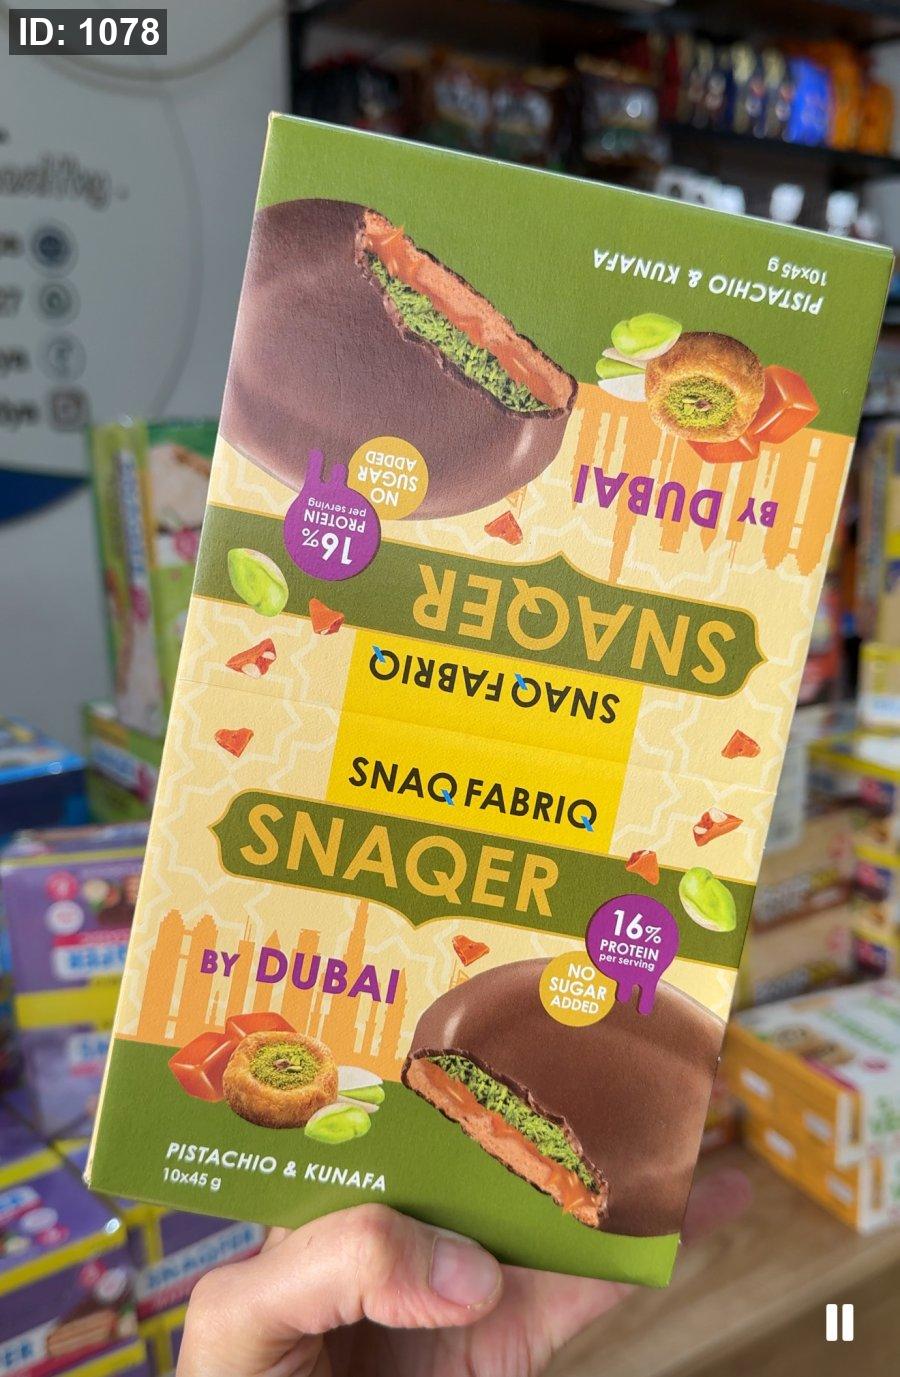 ID: 1078
PISTACHIO & KUNAFA
10x45 g
BY DUBAI
NO
SUGAR
ADDED
16%
PROTEIN
per serving
SNAQER
SNAQ FABRIQ
SNAQ FABRIQ
SNAQER
16%
PROTEIN
per serving
NO
SUGAR
ADDED
BY DUBAI
PISTACHIO & KUNAFA
10x45 g